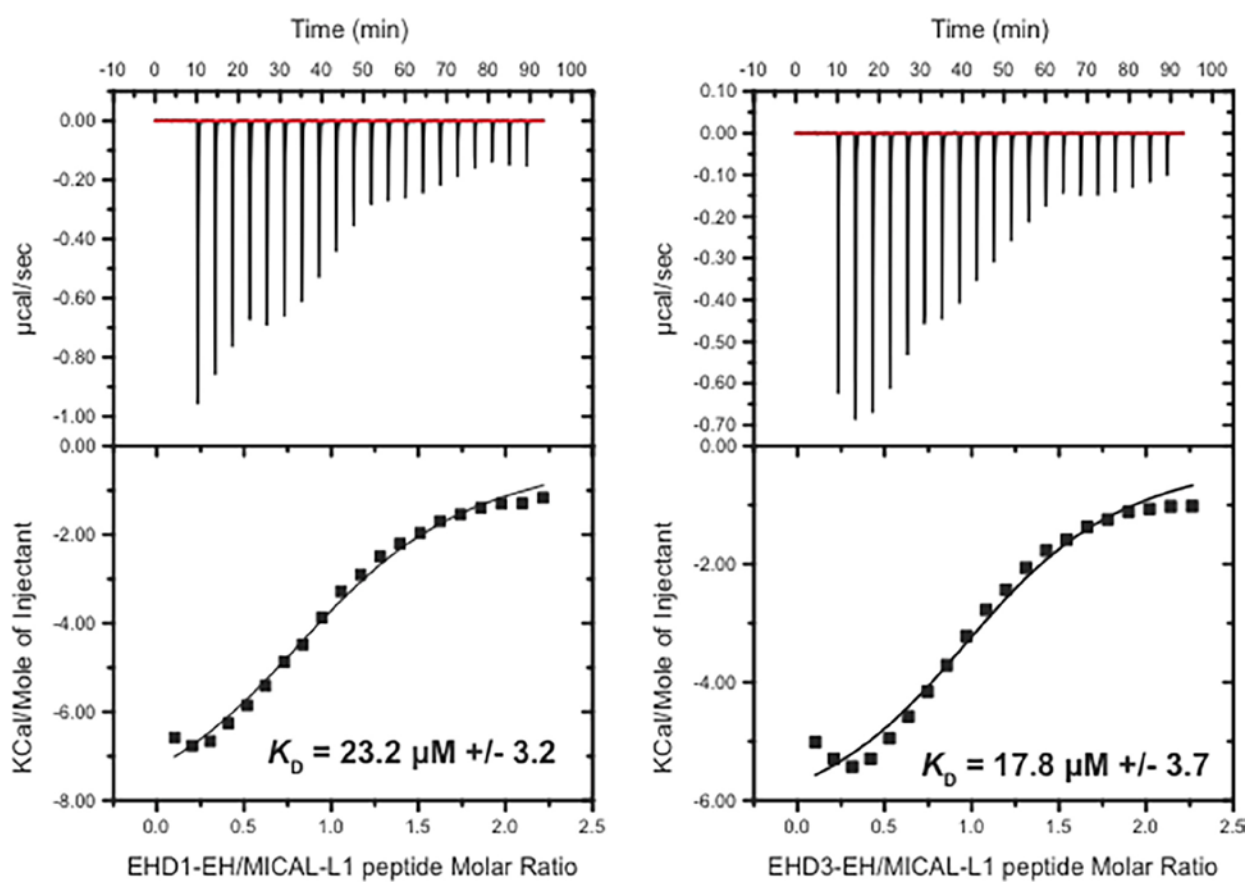 Time (min)
-10 0 10 20 30 40 50 60 70 80 90 100
0.00
-0.20
-0.40
-0.60
-0.80
-1.00
0.00
µcal/sec
-2.00
-4.00
-6.00
-8.00
KCal/Mole of Injectant
KD = 23.2 µM +/- 3.2
0.0 0.5 1.0 1.5 2.0 2.5
EHD1-EH/MICAL-L1 peptide Molar Ratio
Time (min)
-10 0 10 20 30 40 50 60 70 80 90 100
0.10
0.00
-0.10
-0.20
-0.30
-0.40
-0.50
-0.60
-0.70
0.00
µcal/sec
-2.00
-4.00
-6.00
KCal/Mole of Injectant
KD = 17.8 µM +/- 3.7
0.0 0.5 1.0 1.5 2.0 2.5
EHD3-EH/MICAL-L1 peptide Molar Ratio